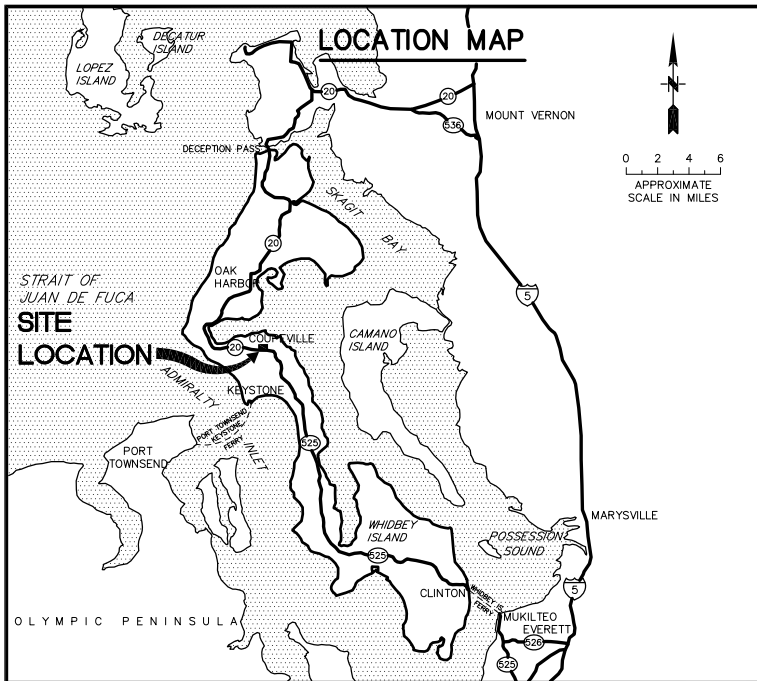 LOCATION MAP
DECATUR
ISLAND
LOPEZ
ISLAND
N
20
20
536
MOUNT VERNON
0 2 4 6
APPROXIMATE
SCALE IN MILES
DECEPTION PASS
SKAGIT
BAY
20
OAK
HARBOR
STRAIT OF
JUAN DE FUCA
5
SITE
LOCATION
CAMANO
ISLAND
20
COUPEVILLE
ADMIRALTY
INLET
KEYSTONE
PORT TOWNSEND
KEYSTONE
FERRY
525
PORT
TOWNSEND
MARYSVILLE
WHIDBEY
ISLAND
POSSESSION
SOUND
525
CLINTON
WHIDBEY IS.
FERRY
5
OLYMPIC PENINSULA
MUKILTEO
EVERETT
526
525